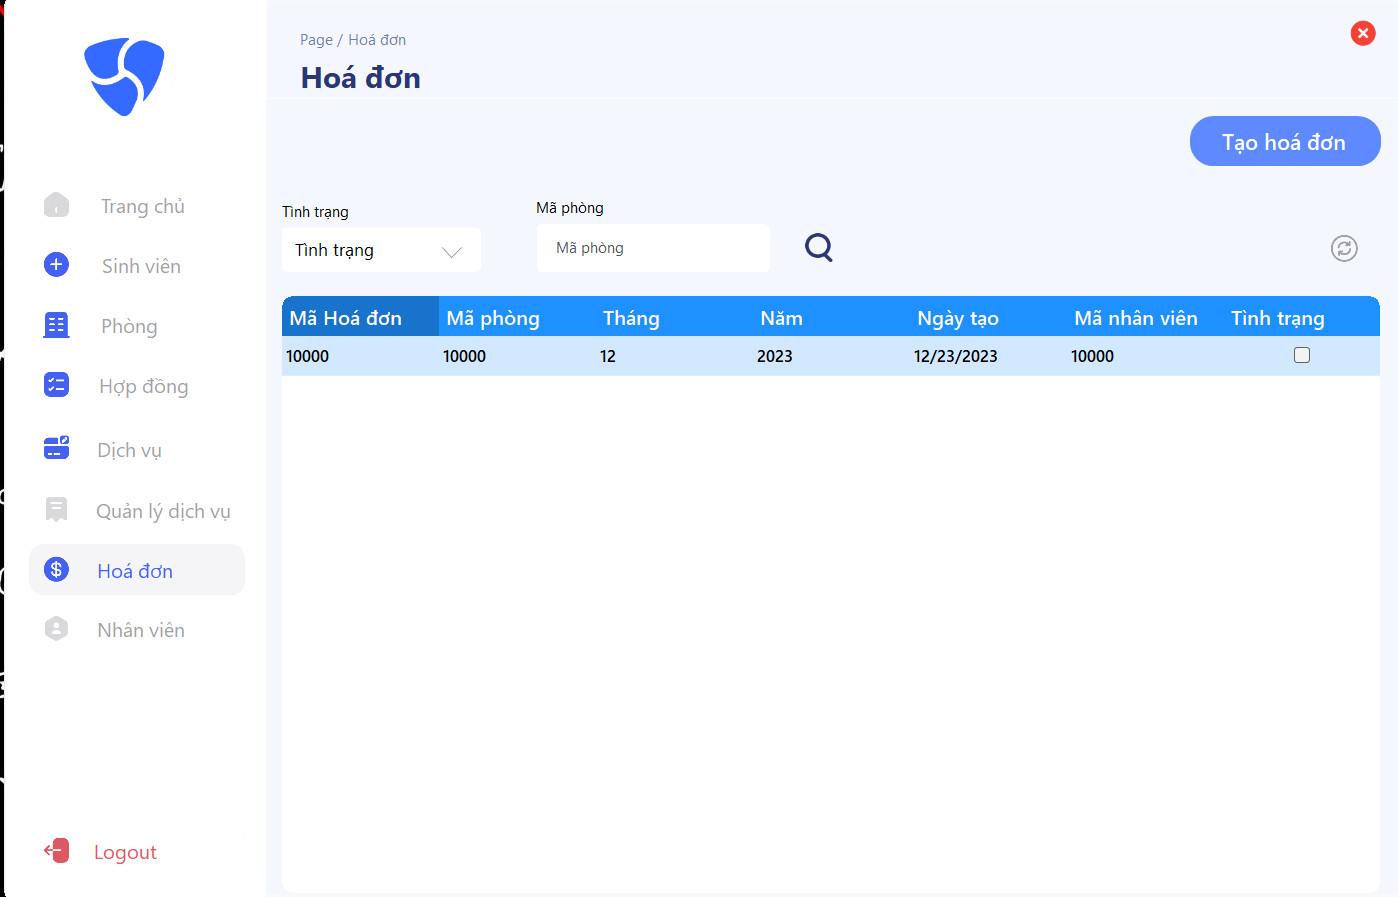 Page / Hoá đơn
Hoá đơn
Tạo hoá đơn
Trang chủ
Sinh viên
Phòng
Hợp đồng
Dịch vụ
Quản lý dịch vụ
Hoá đơn
Nhân viên
Logout
Tình trạng
Mã phòng
Tình trạng
Mã phòng
Mã Hoá đơn Mã phòng Tháng Năm Ngày tạo Mã nhân viên Tình trạng
10000 10000 12 2023 12/23/2023 10000